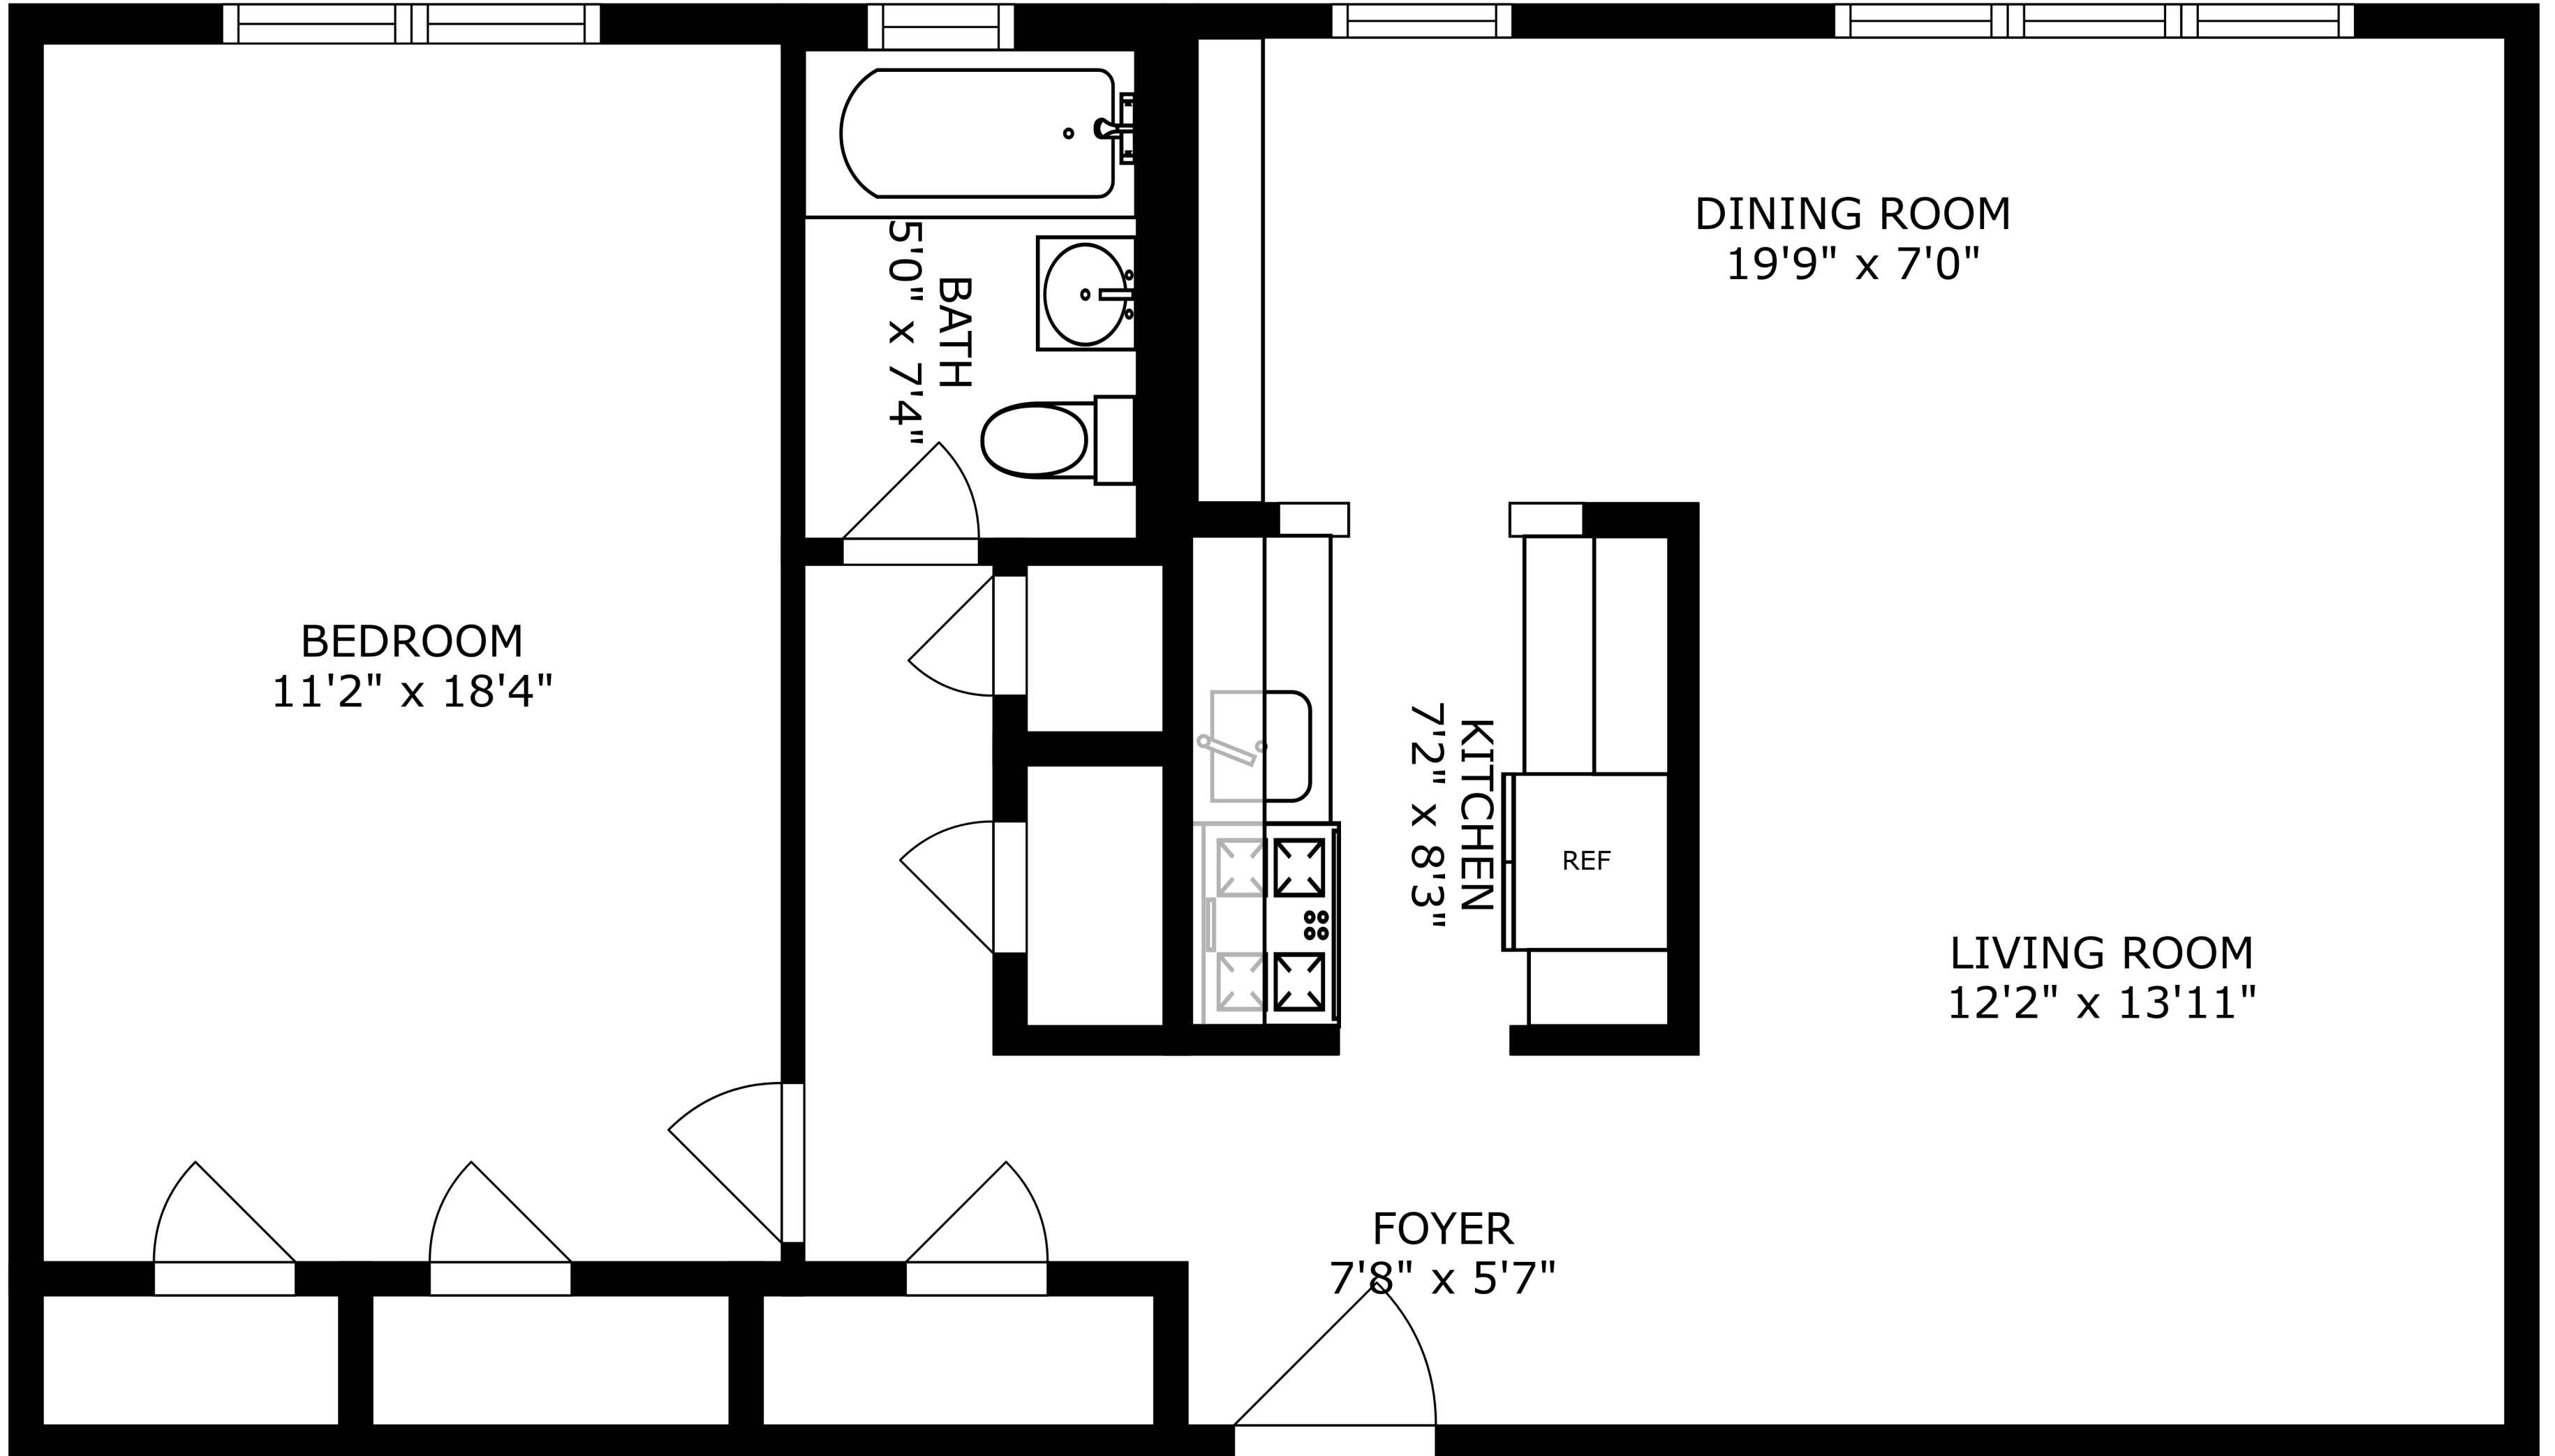 DINING ROOM
19'9" x 7'0"
BATH
5'0" x 7'4"
BEDROOM
11'2" x 18'4"
KITCHEN
7'2" x 8'3"
REF
LIVING ROOM
12'2" x 13'11"
FOYER
7'8" x 5'7"